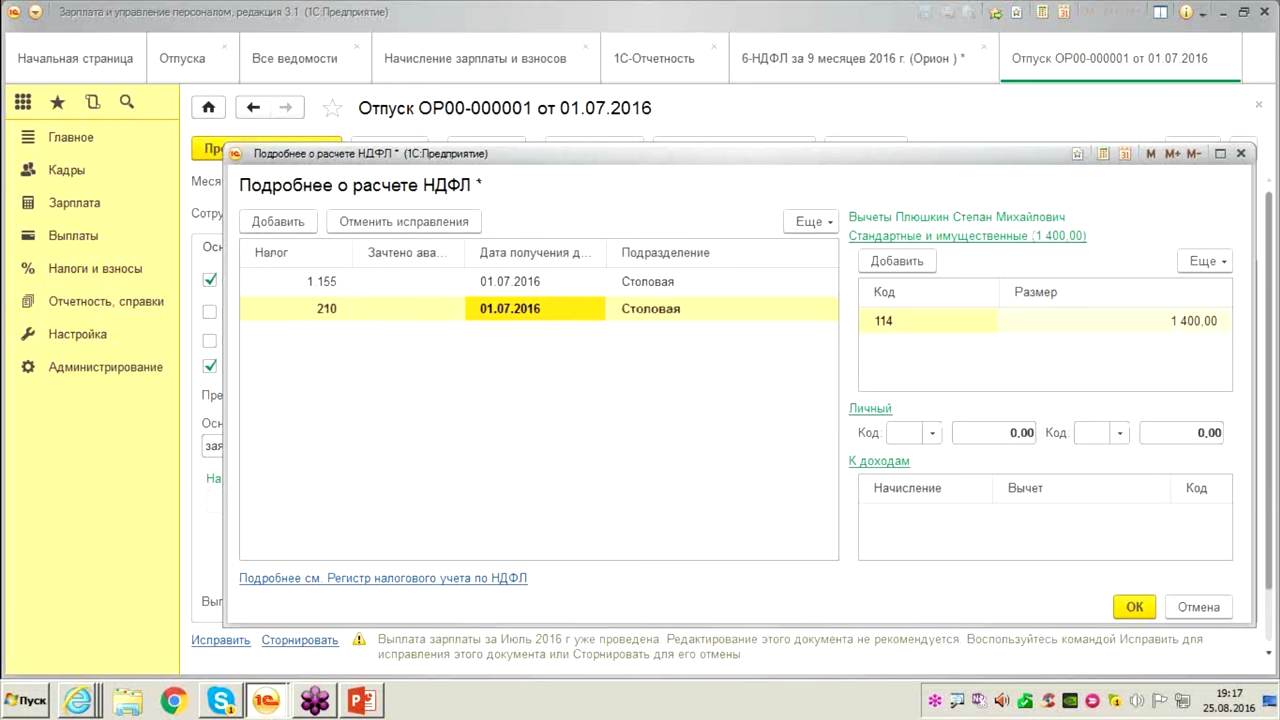 Зарплата и управление персоналом, редакция 3.1 (1С:Предприятие)
M M+ M-
Начальная страница
Отпуска
Все ведомости
Начисление зарплаты и взносов
1С-Отчетность
6-НДФЛ за 9 месяцев 2016 г. (Орион ) *
Отпуск ОР00-000001 от 01.07.2016
Главное
Кадры
Зарплата
Выплаты
Налоги и взносы
Отчетность, справки
Настройка
Администрирование
Отпуск ОР00-000001 от 01.07.2016
Подробнее о расчете НДФЛ * (1С:Предприятие)
M M+ M-
Подробнее о расчете НДФЛ *
Добавить Отменить исправления Еще
Налог Зачтено ава... Дата получения д... Подразделение
1 155 01.07.2016 Столовая
210 01.07.2016 Столовая
Вычеты Плюшкин Степан Михайлович
Стандартные и имущественные (1 400,00)
Добавить Еще
Код Размер
114 1 400,00
Личный
Код: 0,00 Код: 0,00
К доходам
Начисление Вычет Код
Подробнее см. Регистр налогового учета по НДФЛ
ОК Отмена
Исправить Сторнировать
Выплата зарплаты за Июль 2016 г уже проведена. Редактирование этого документа не рекомендуется. Воспользуйтесь командой Исправить для
исправления этого документа или Сторнировать для его отмены
Пуск
19:17
25.08.2016